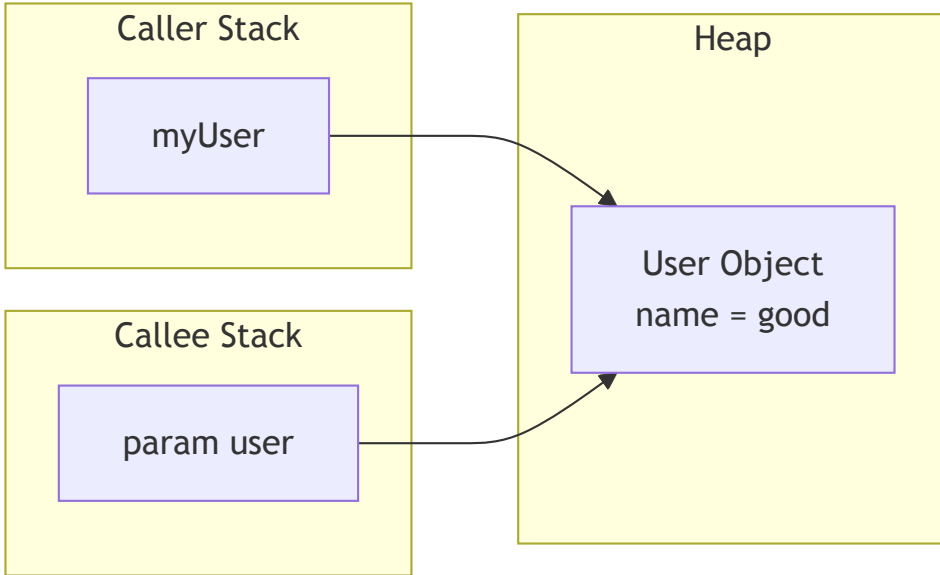 Caller Stack
myUser
Callee Stack
param user
Heap
User Object
name = good